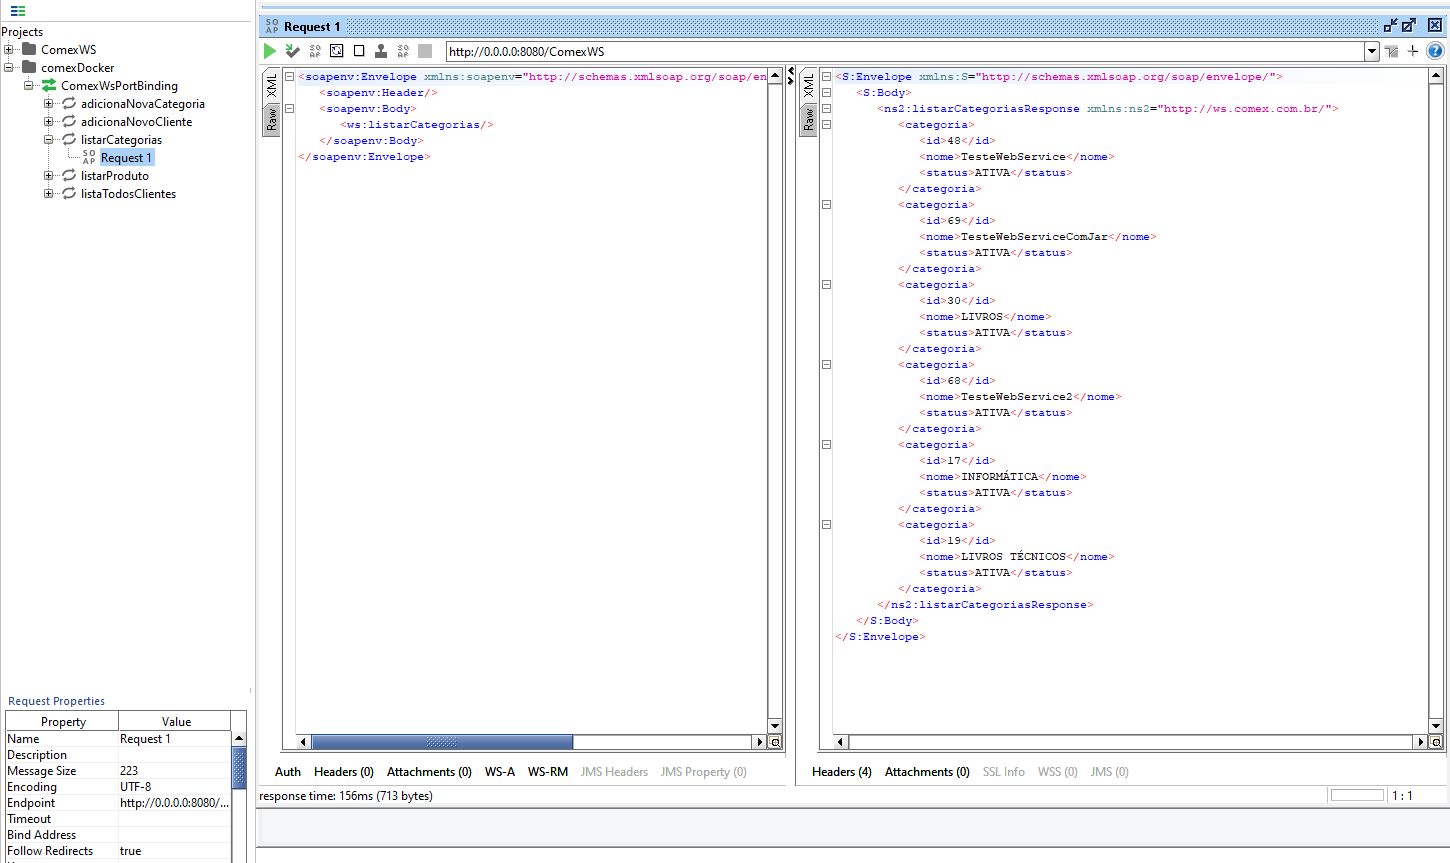 Projects
ComexWS
comexDocker
ComexWsPortBinding
adicionaNovaCategoria
adicionaNovoCliente
listarCategorias
SO AP Request 1
listarProduto
listaTodosClientes
Request Properties
Property Value
Name Request 1
Description
Message Size 223
Encoding UTF-8
Endpoint http://0.0.0.0:8080/...
Timeout
Bind Address
Follow Redirects true
SO AP Request 1
http://0.0.0.0:8080/ComexWS
XML
Raw
<soapenv:Envelope xmlns:soapenv="http://schemas.xmlsoap.org/soap/en
<soapenv:Header/>
<soapenv:Body>
<ws:listarCategorias/>
</soapenv:Body>
</soapenv:Envelope>
Auth Headers (0) Attachments (0) WS-A WS-RM JMS Headers JMS Property (0)
XML
Raw
<S:Envelope xmlns:S="http://schemas.xmlsoap.org/soap/envelope/">
<S:Body>
<ns2:listarCategoriasResponse xmlns:ns2="http://ws.comex.com.br/">
<categoria>
<id>48</id>
<nome>TesteWebService</nome>
<status>ATIVA</status>
</categoria>
<categoria>
<id>69</id>
<nome>TesteWebServiceComJar</nome>
<status>ATIVA</status>
</categoria>
<categoria>
<id>30</id>
<nome>LIVROS</nome>
<status>ATIVA</status>
</categoria>
<categoria>
<id>68</id>
<nome>TesteWebService2</nome>
<status>ATIVA</status>
</categoria>
<categoria>
<id>17</id>
<nome>INFORMÁTICA</nome>
<status>ATIVA</status>
</categoria>
<categoria>
<id>19</id>
<nome>LIVROS TÉCNICOS</nome>
<status>ATIVA</status>
</categoria>
</ns2:listarCategoriasResponse>
</S:Body>
</S:Envelope>
Headers (4) Attachments (0) SSL Info WSS (0) JMS (0)
response time: 156ms (713 bytes)
1 : 1